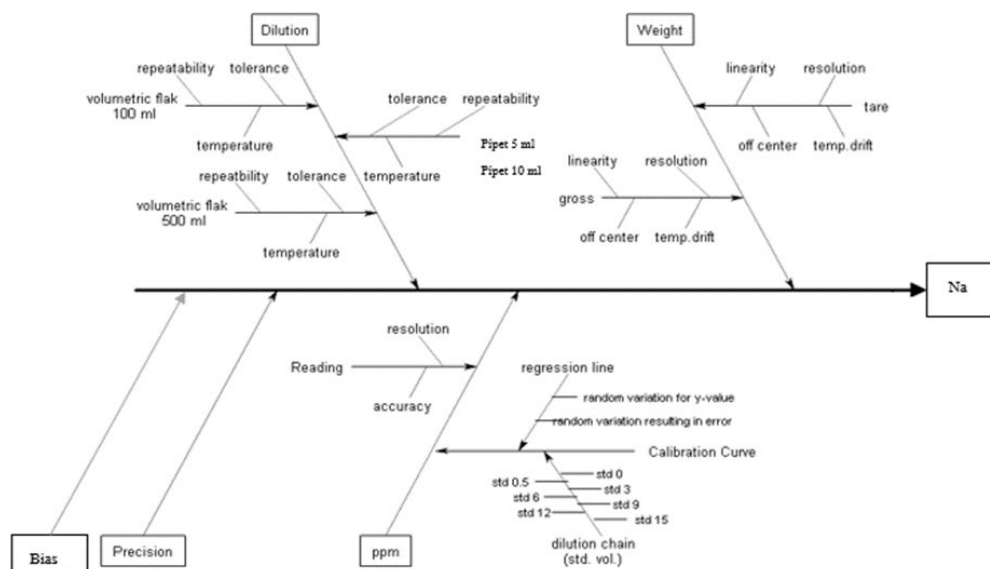 Dilution
Weight
repeatability tolerance
volumetric flak
100 ml
temperature
tolerance repeatability
Pipet 5 ml
temperature
Pipet 10 ml
linearity resolution
tare
off center temp.drift
repeatbility tolerance
volumetric flak
500 ml
temperature
linearity resolution
gross
off center temp.drift
Na
resolution
Reading
accuracy
regression line
random variation for y-value
random variation resulting in error
Calibration Curve
std 0
std 0.5
std 3
std 6
std 9
std 12
std 15
dilution chain
(std. vol.)
Bias
Precision
ppm